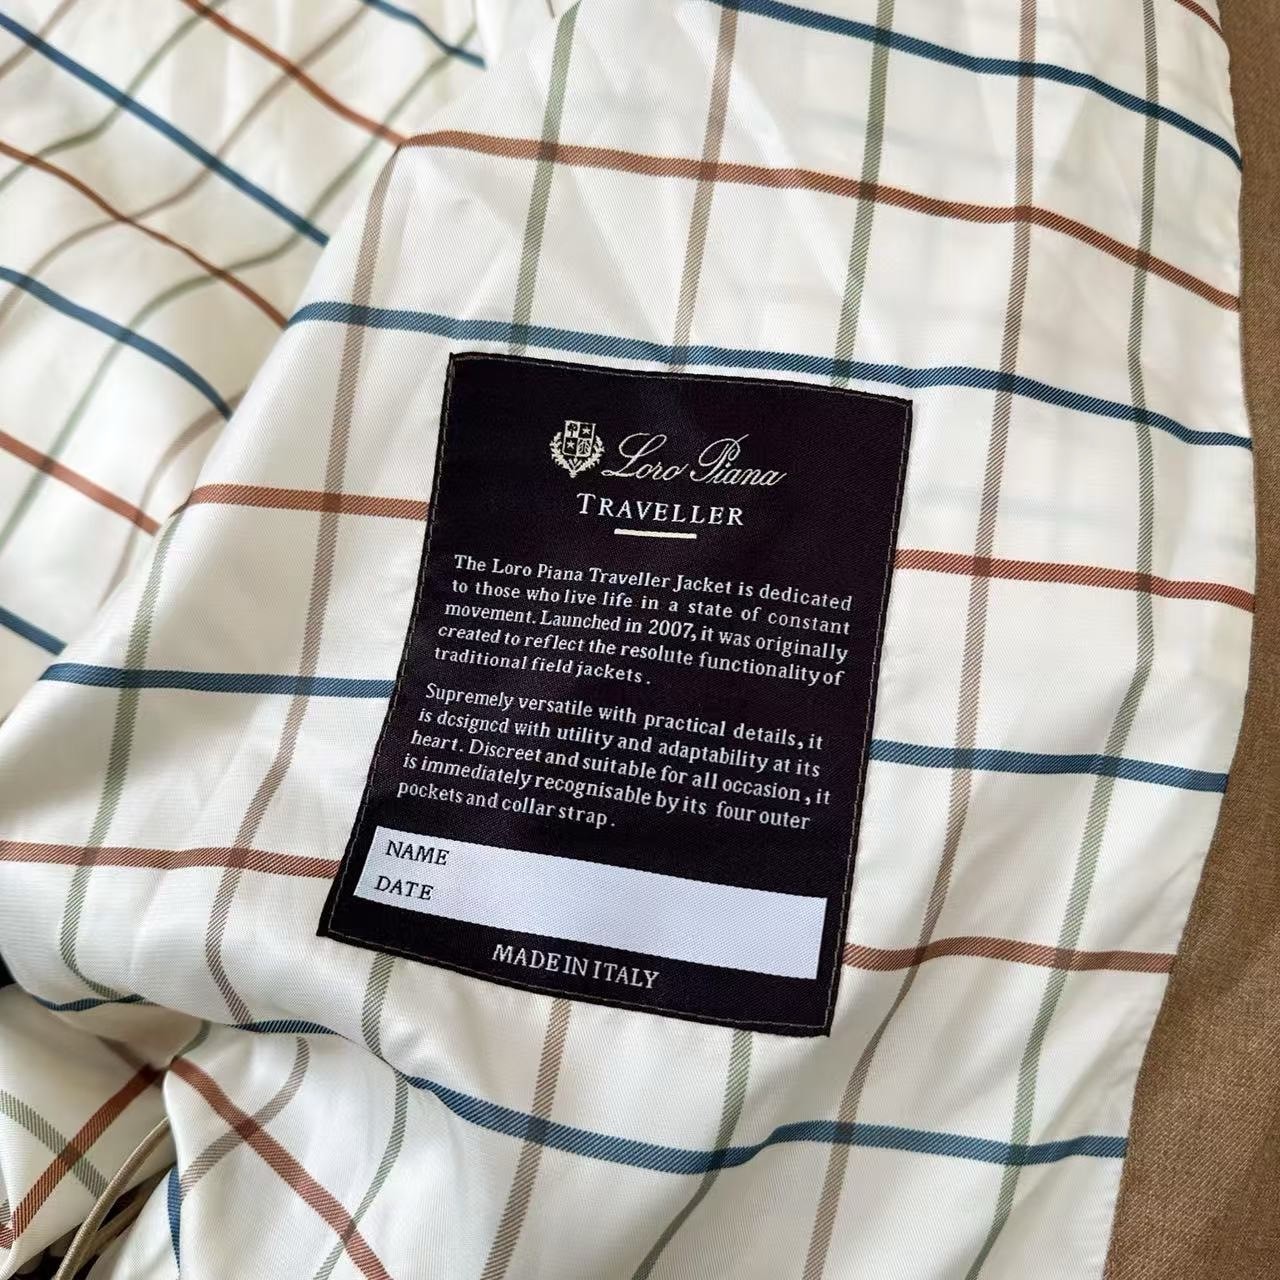 Loro Piana
TRAVELLER
The Loro Piana Traveller Jacket is dedicated
to those who live life in a state of constant
movement. Launched in 2007, it was originally
created to reflect the resolute functionality of
traditional field jackets.
Supremely versatile with practical details, it
is dcsigncd with utility and adaptability at its
heart. Discreet and suitable for all occasion, it
is immediately recognisable by its four outer
pockets and collar strap.
NAME
DATE
MADE IN ITALY